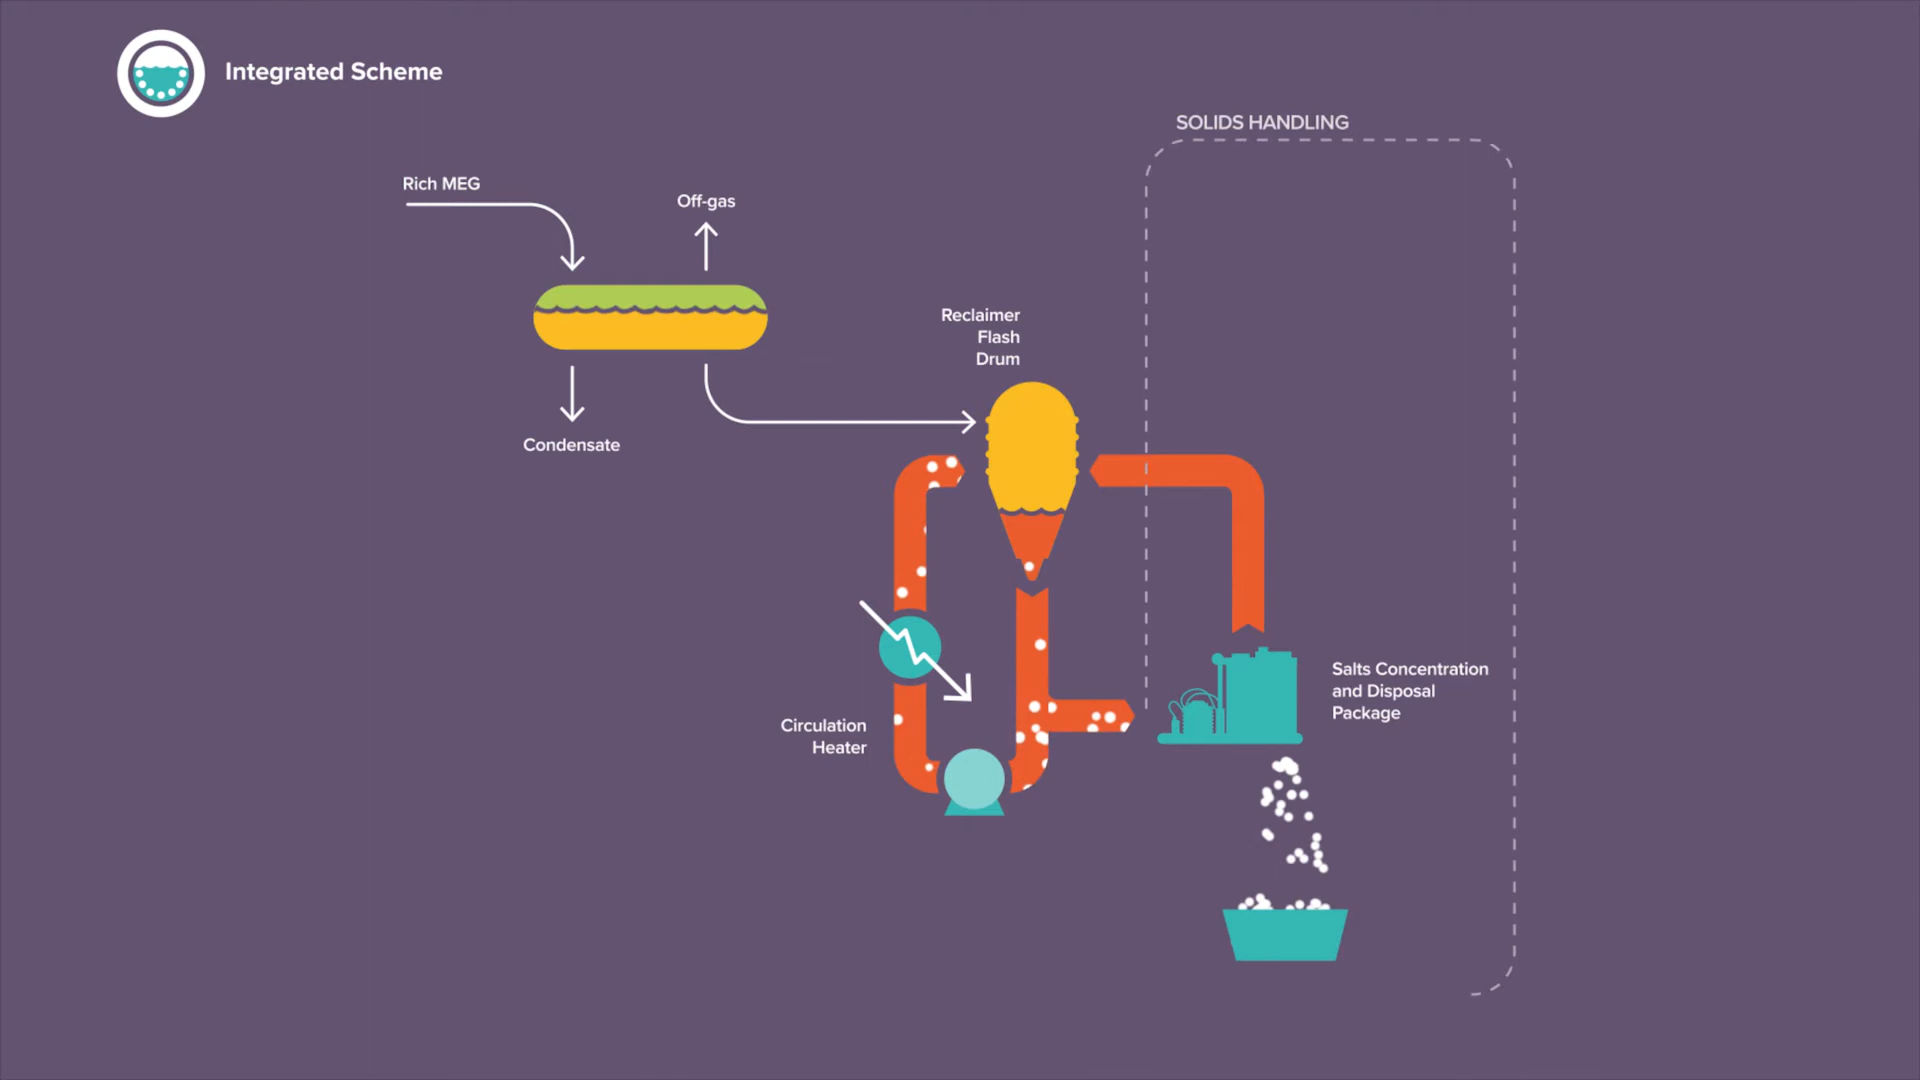 Integrated Scheme
SOLIDS HANDLING
Rich MEG
Off-gas
Reclaimer
Flash
Drum
Condensate
Salts Concentration
and Disposal
Package
Circulation
Heater